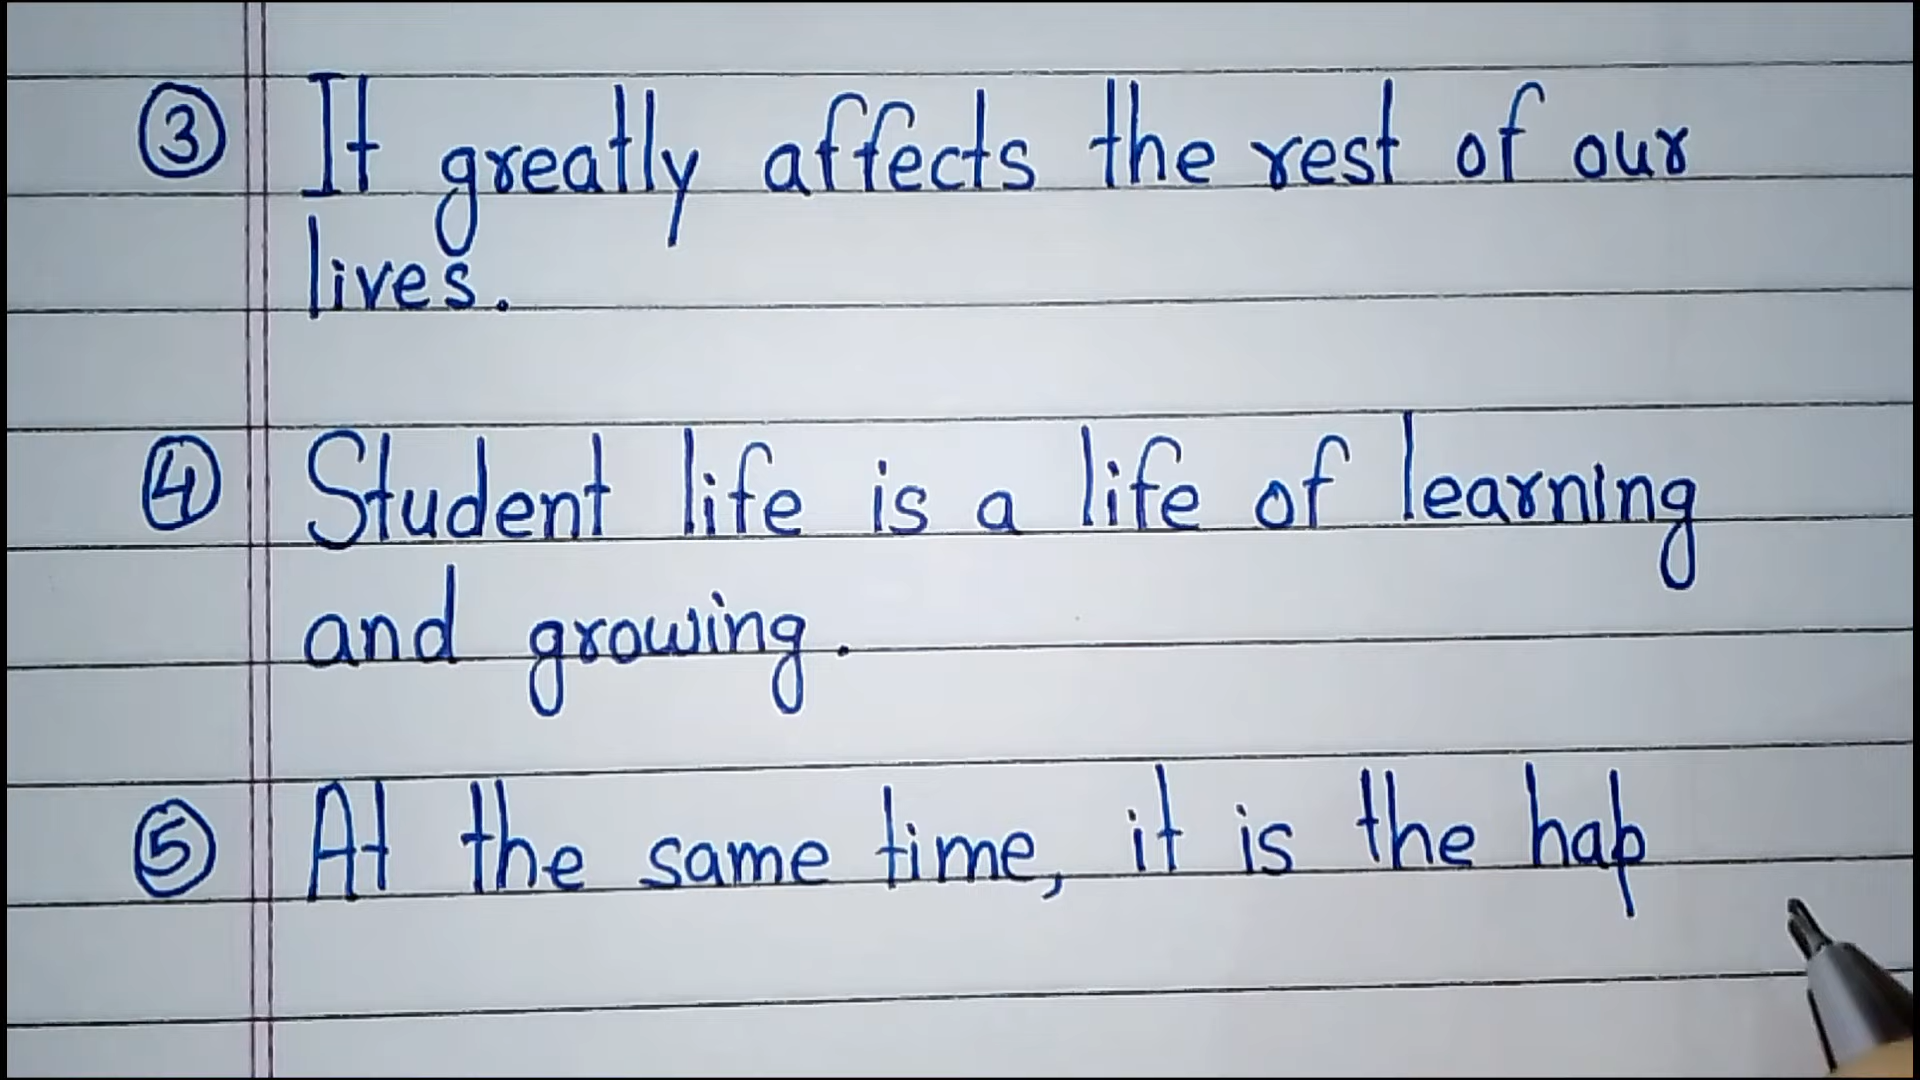 ③ It greatly affects the rest of our
lives.
④ Student life is a life of learning
and growing.
⑤ At the same time, it is the hap